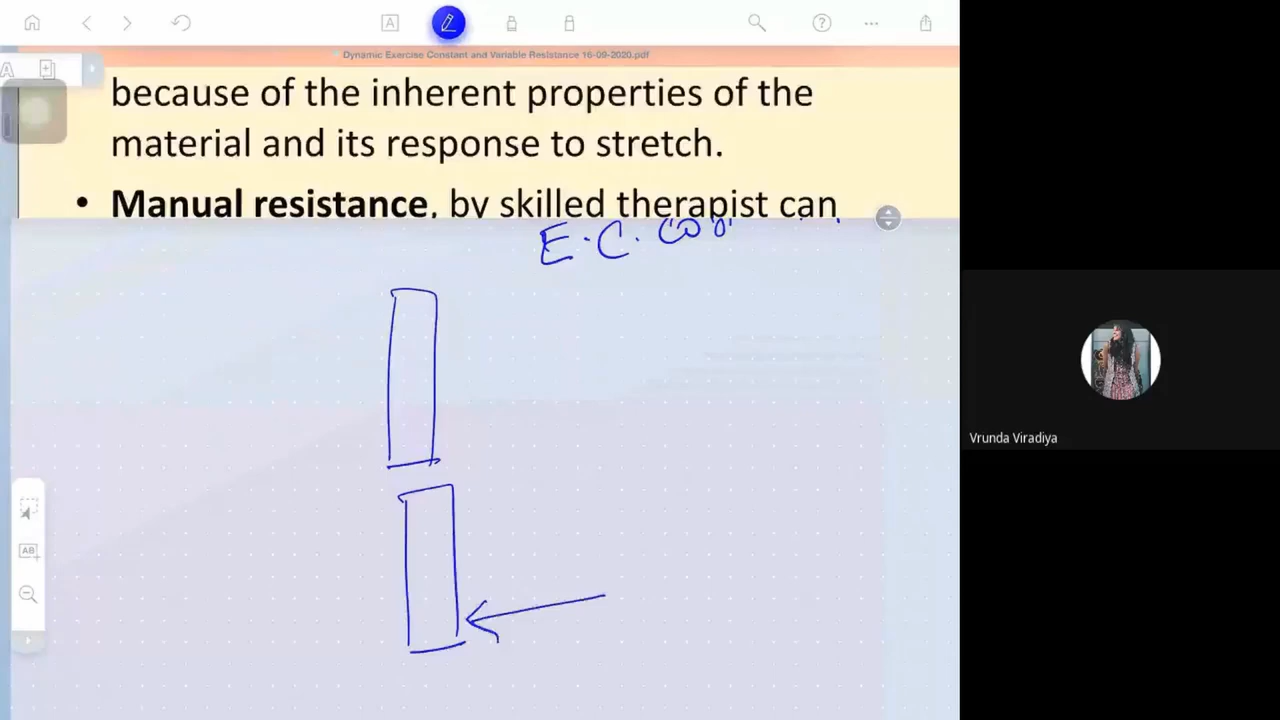 A
Dynamic Exercise Constant and Variable Resistance 16-09-2020.pdf
A
because of the inherent properties of the
material and its response to stretch.
• Manual resistance, by skilled therapist can
E.C.
AB
Vrunda Viradiya